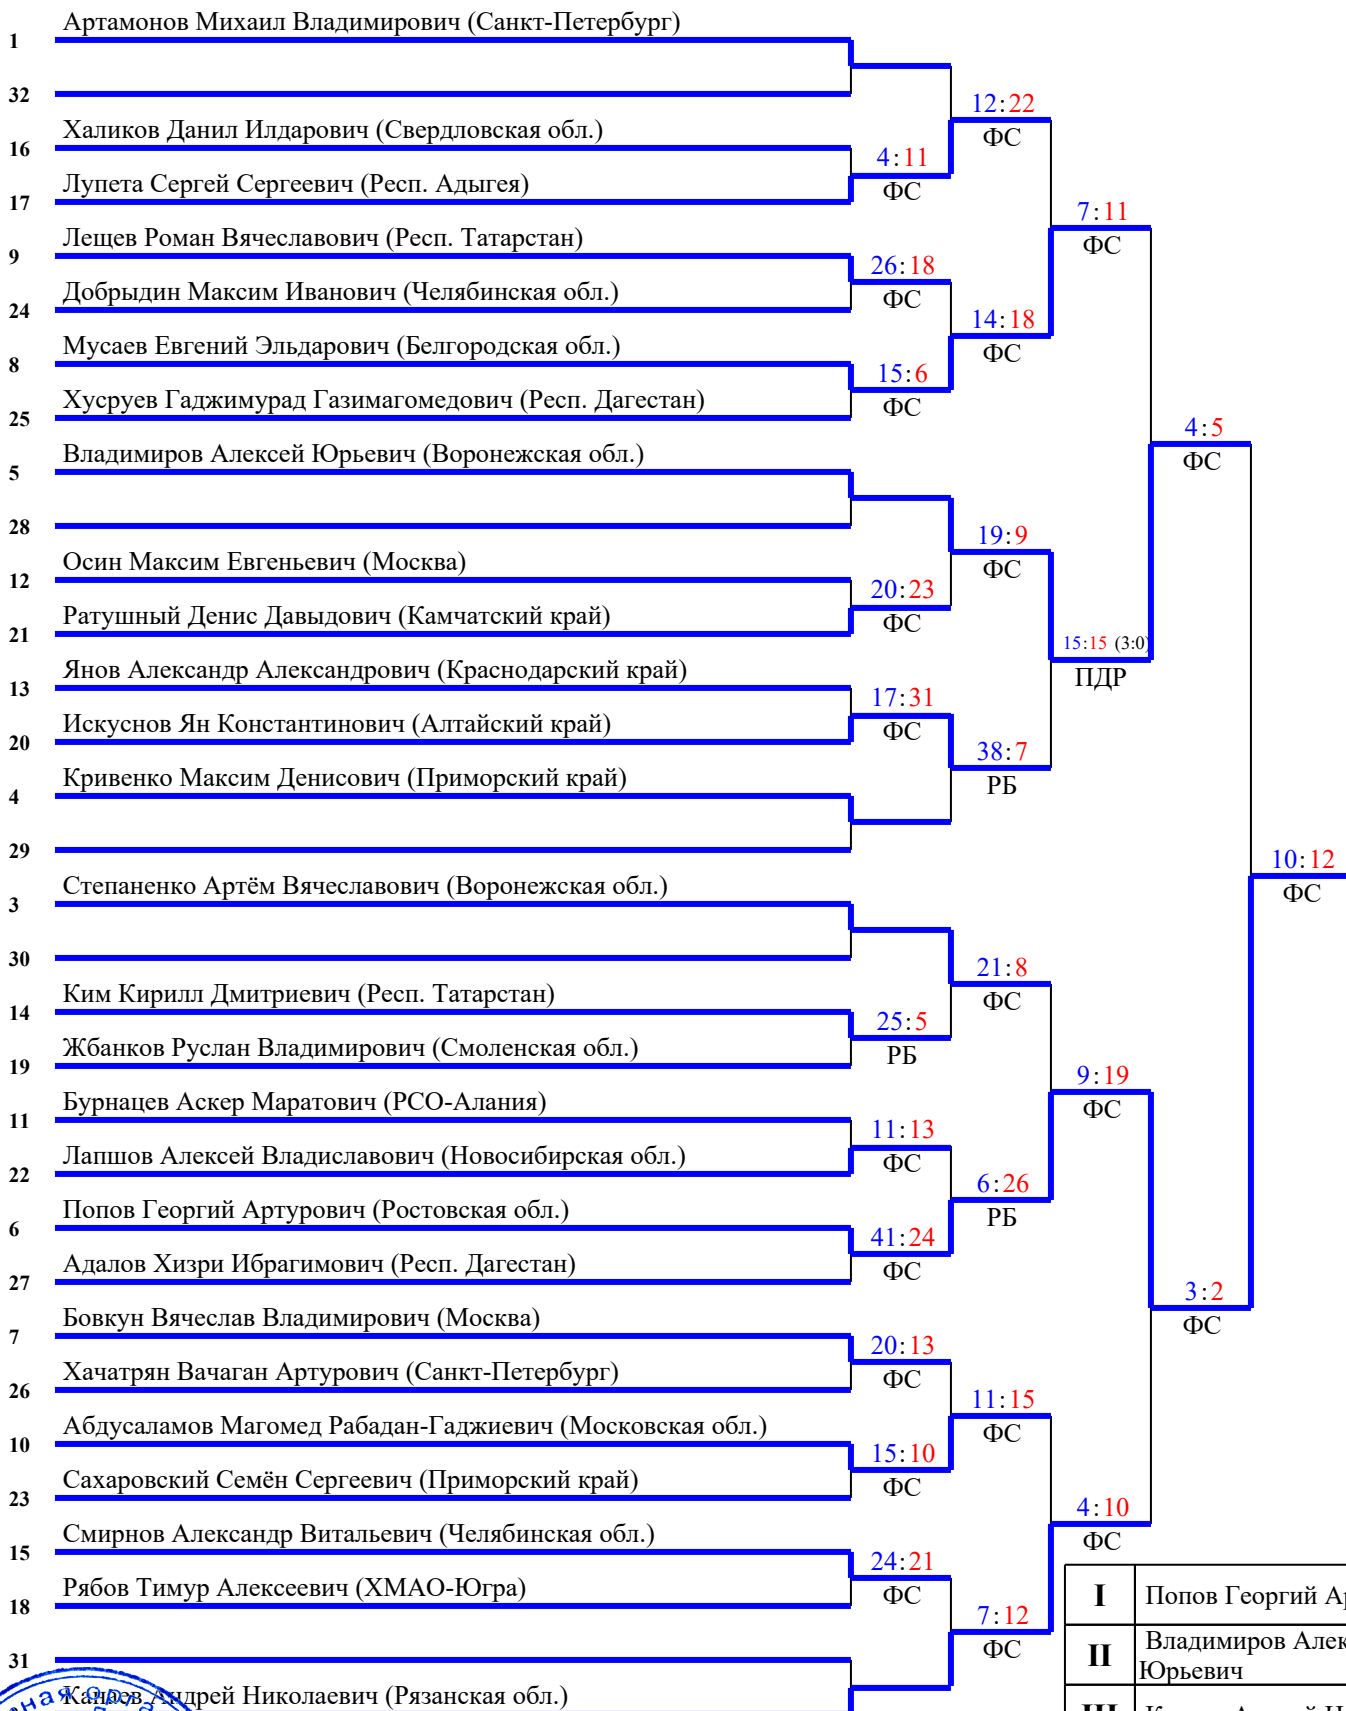 Артамонов Михаил Владимирович (Санкт-Петербург)
1
32
12:22
ФС
Халиков Данил Илдарович (Свердловская обл.)
16
4:11
ФС
Лупета Сергей Сергеевич (Респ. Адыгея)
17
7:11
ФС
Лещев Роман Вячеславович (Респ. Татарстан)
9
26:18
ФС
Добрыдин Максим Иванович (Челябинская обл.)
24
14:18
ФС
Мусаев Евгений Эльдарович (Белгородская обл.)
8
15:6
ФС
Хусруев Гаджимурад Газимагомедович (Респ. Дагестан)
25
4:5
ФС
Владимиров Алексей Юрьевич (Воронежская обл.)
5
28
19:9
ФС
Осин Максим Евгеньевич (Москва)
12
20:23
ФС
Ратушный Денис Давыдович (Камчатский край)
21
15:15 (3:0)
ПДР
Янов Александр Александрович (Краснодарский край)
13
17:31
ФС
Искуснов Ян Константинович (Алтайский край)
20
38:7
РБ
Кривенко Максим Денисович (Приморский край)
4
29
10:12
ФС
Степаненко Артём Вячеславович (Воронежская обл.)
3
30
21:8
ФС
Ким Кирилл Дмитриевич (Респ. Татарстан)
14
25:5
РБ
Жбанков Руслан Владимирович (Смоленская обл.)
19
9:19
ФС
Бурнацев Аскер Маратович (РСО-Алания)
11
11:13
ФС
Лапшов Алексей Владиславович (Новосибирская обл.)
22
6:26
РБ
Попов Георгий Артурович (Ростовская обл.)
6
41:24
ФС
Адалов Хизри Ибрагимович (Респ. Дагестан)
27
3:2
ФС
Бовкун Вячеслав Владимирович (Москва)
7
20:13
ФС
Хачатрян Вачаган Артурович (Санкт-Петербург)
26
11:15
ФС
Абдусаламов Магомед Рабадан-Гаджиевич (Московская обл.)
10
15:10
ФС
Сахаровский Семён Сергеевич (Приморский край)
23
4:10
ФС
Смирнов Александр Витальевич (Челябинская обл.)
15
24:21
ФС
Рябов Тимур Алексеевич (ХМАО-Югра)
18
7:12
ФС
31
Канаев Андрей Николаевич (Рязанская обл.)
I Попов Георгий А
II Владимиров Алек
Юрьевич
III